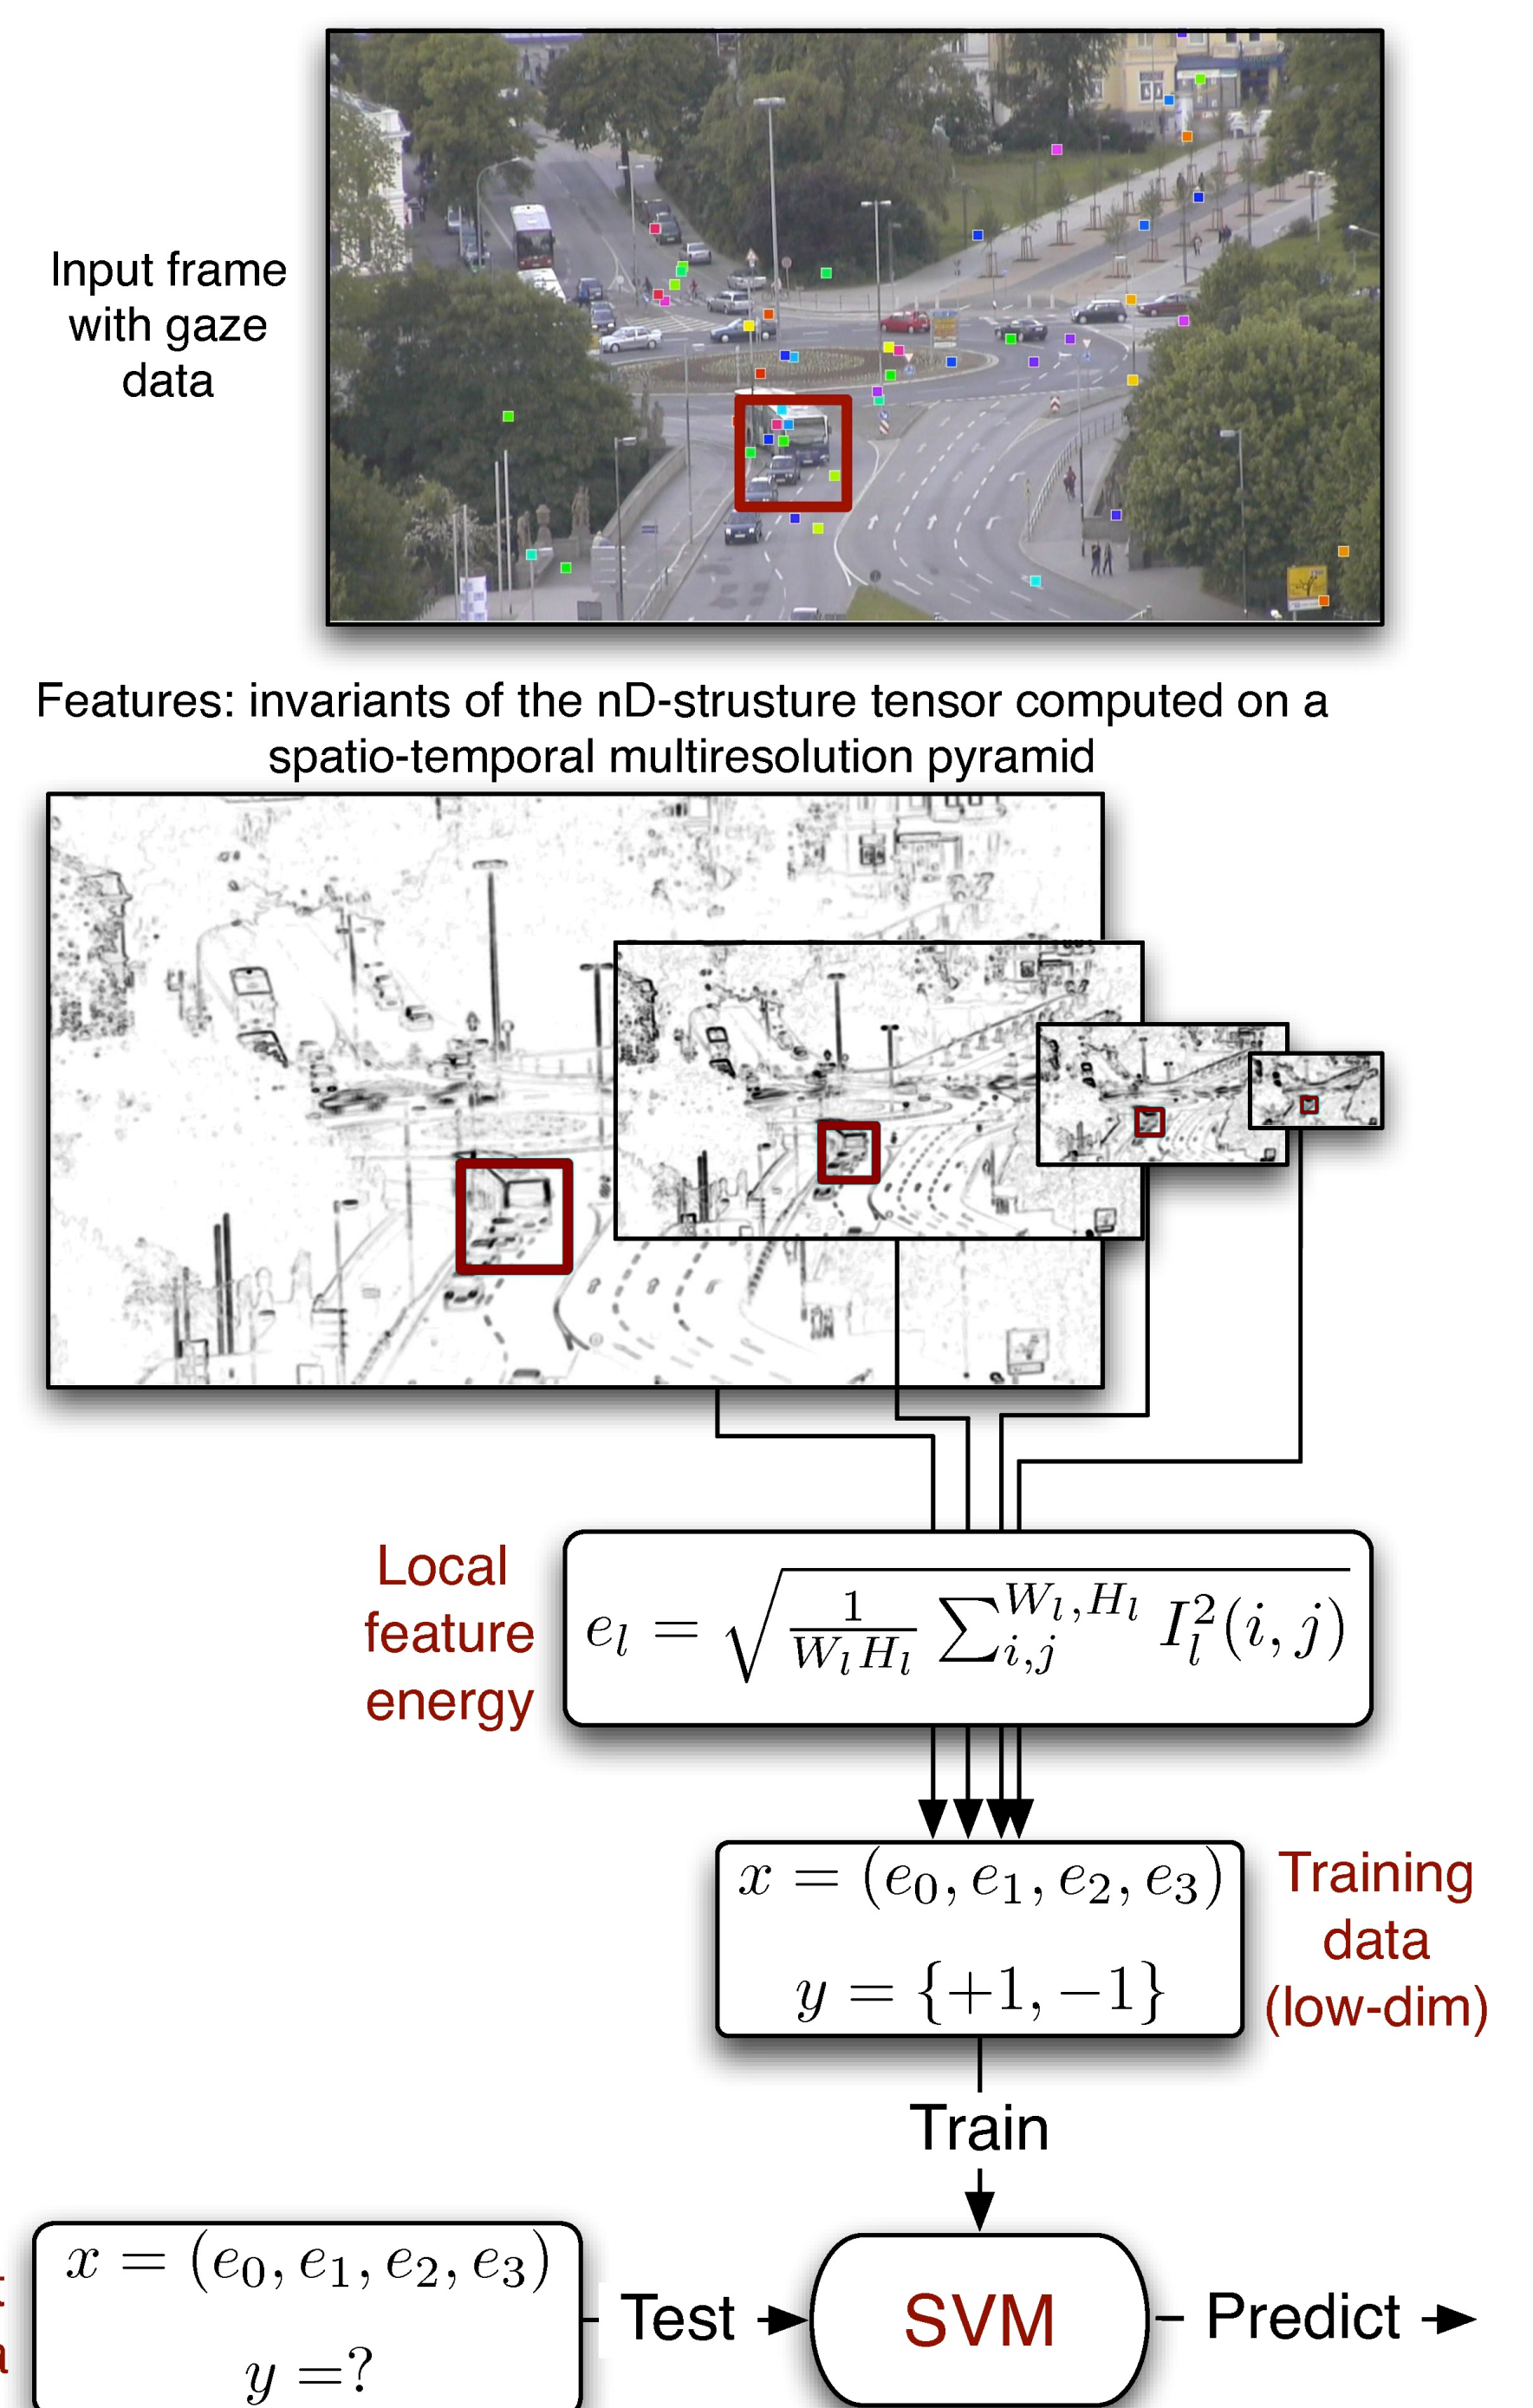 Input frame
with gaze
data
Features: invariants of the nD-strusture tensor computed on a
spatio-temporal multiresolution pyramid
Local
feature
energy
e_l = \sqrt{\frac{1}{W_l H_l} \sum_{i,j}^{W_l,H_l} I_l^2(i,j)}
x = (e_0, e_1, e_2, e_3)
y = {+1, −1}
Training
data
(low-dim)
Train
x = (e_0, e_1, e_2, e_3)
y =?
Test
SVM
Predict